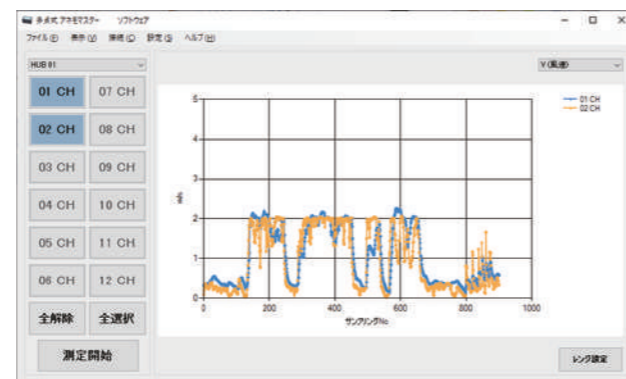 多点式 アネモマスター ソフトウェア
ファイル(F) 表示(V) 接続(C) 設定(S) ヘルプ(H)
HUB 01
V(風速)
01 CH 07 CH
02 CH 08 CH
03 CH 09 CH
04 CH 10 CH
05 CH 11 CH
06 CH 12 CH
全解除 全選択
測定開始
01 CH
02 CH
5
4
3
2
1
0
m/s
0 200 400 600 800 1000
サンプリングNo
レンジ設定